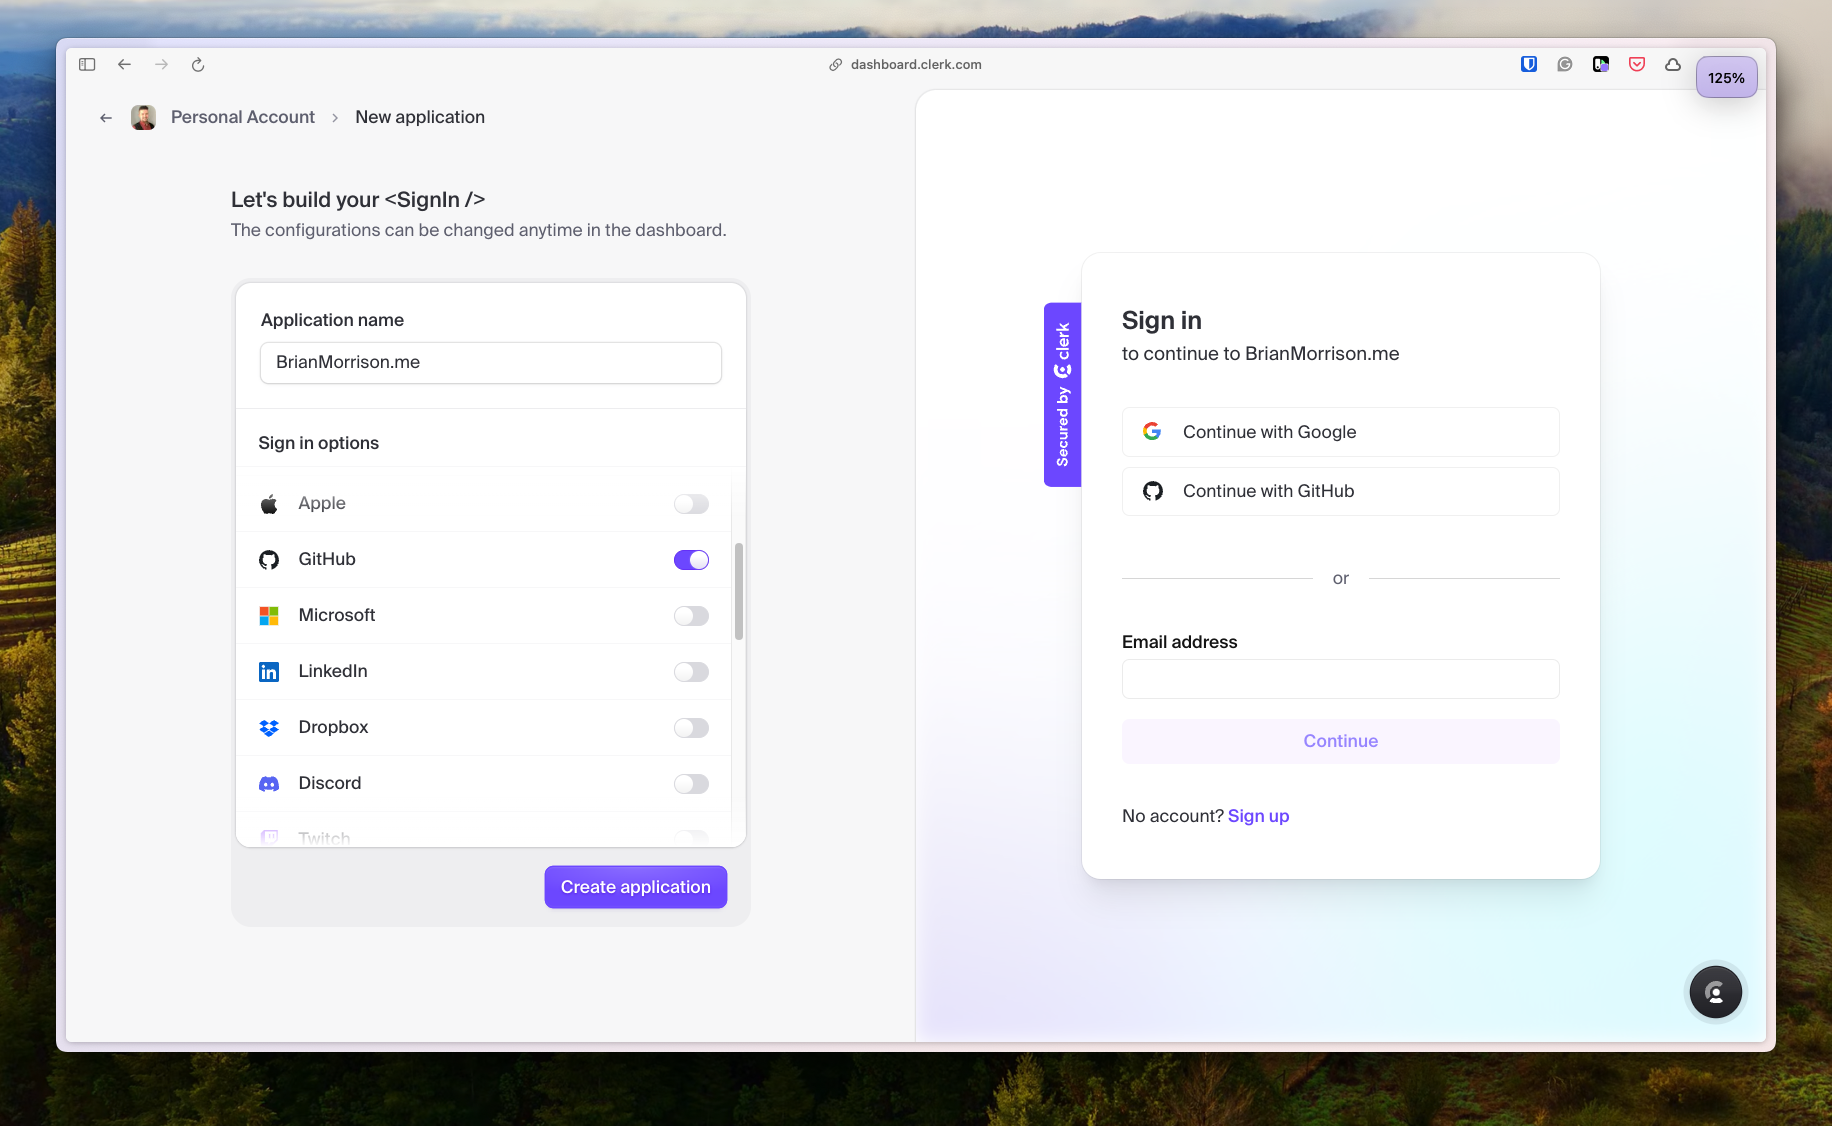 dashboard.clerk.com
125%
Personal Account
New application
Let's build your <SignIn />
The configurations can be changed anytime in the dashboard.
Application name
BrianMorrison.me
Sign in options
Apple
GitHub
Microsoft
LinkedIn
Dropbox
Discord
Twitch
Create application
Secured by clerk
Sign in
to continue to BrianMorrison.me
Continue with Google
Continue with GitHub
or
Email address
Continue
No account? Sign up